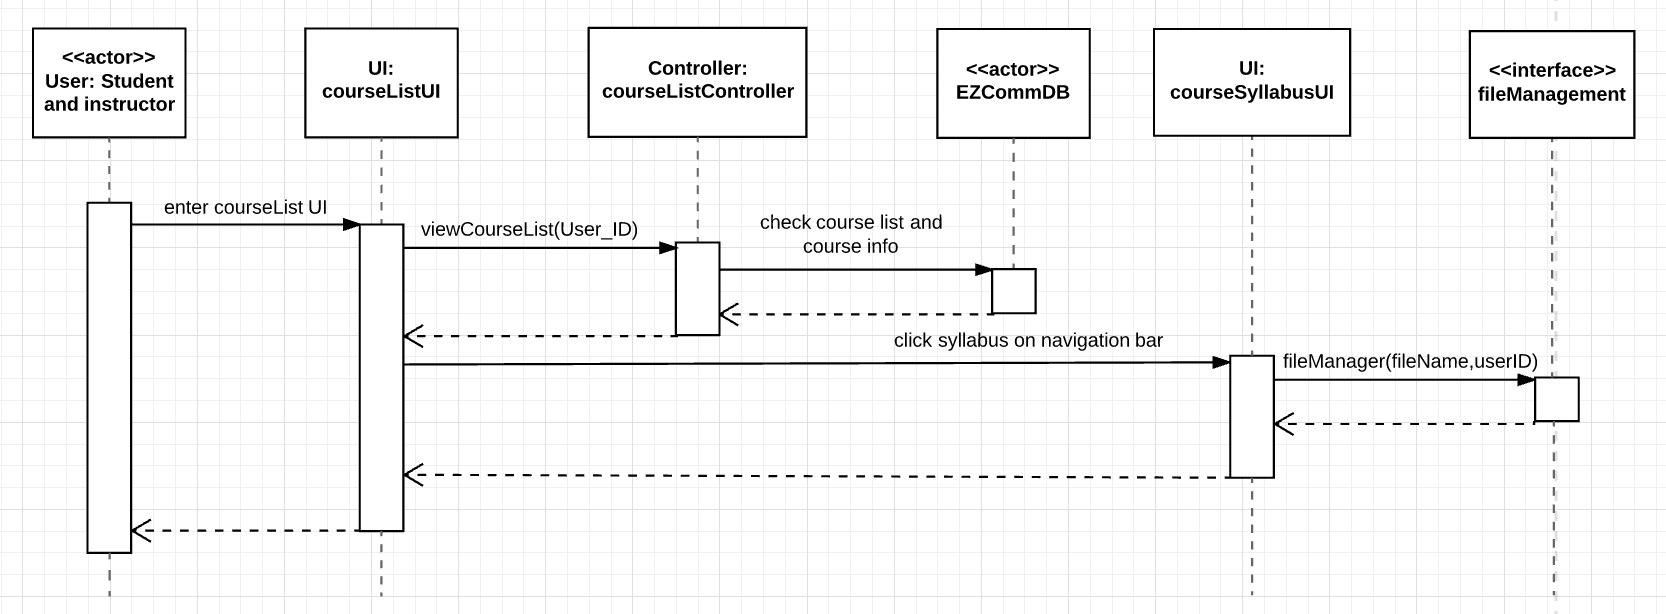 <<actor>>
User: Student
and instructor
UI:
courseListUI
Controller:
courseListController
<<actor>>
EZCommDB
UI:
courseSyllabusUI
<<interface>>
fileManagement
enter courseList UI
viewCourseList(User_ID)
check course list and
course info
click syllabus on navigation bar
fileManager(fileName,userID)